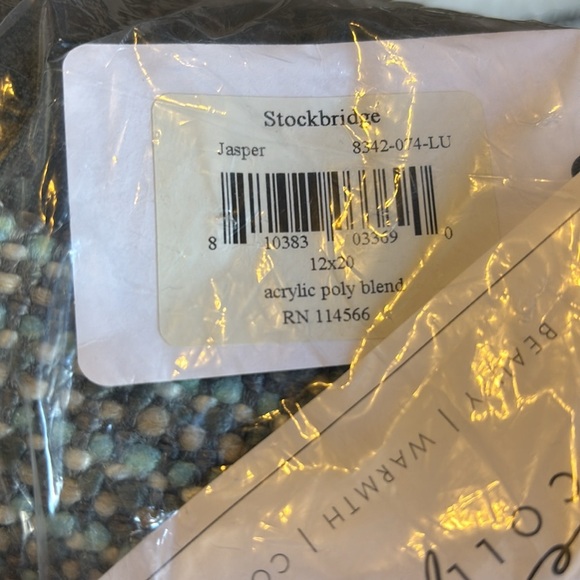 Stockbridge
Jasper 8342-074-LU
8 10383 03369 0
12x20
acrylic poly blend
RN 114566
BEAUTY | WARMTH |